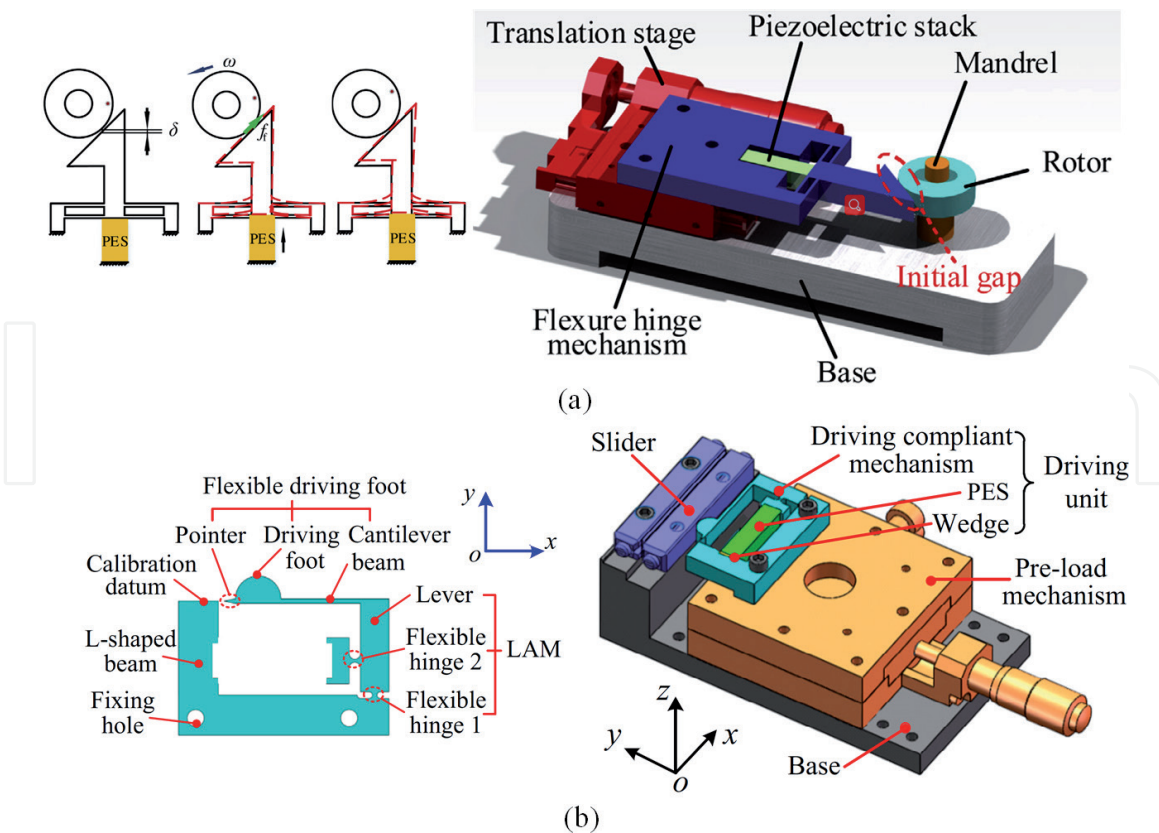 ω
δ
f_f
PES
PES
PES
Translation stage
Piezoelectric stack
Mandrel
Rotor
Initial gap
Flexure hinge
mechanism
Base
(a)
Flexible driving foot
Pointer
Driving
foot
Cantilever
beam
Calibration
datum
Lever
L-shaped
beam
Flexible
hinge 2
LAM
Fixing
hole
Flexible
hinge 1
y
o
x
Slider
Driving compliant
mechanism
PES
Wedge
Driving
unit
Pre-load
mechanism
z
y
x
o
Base
(b)